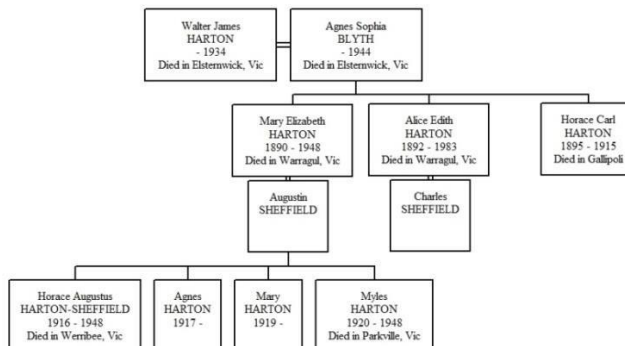 Walter James
HARTON
- 1934
Died in Elsternwick, Vic
Agnes Sophia
BLYTH
- 1944
Died in Elsternwick, Vic
Mary Elizabeth
HARTON
1890 - 1948
Died in Warragul, Vic
Alice Edith
HARTON
1892 - 1983
Died in Warragul, Vic
Horace Carl
HARTON
1895 - 1915
Died in Gallipoli
Augustin
SHEFFIELD
Charles
SHEFFIELD
Horace Augustus
HARTON-SHEFFIELD
1916 - 1948
Died in Werribee, Vic
Agnes
HARTON
1917 -
Mary
HARTON
1919 -
Myles
HARTON
1920 - 1948
Died in Parkville, Vic